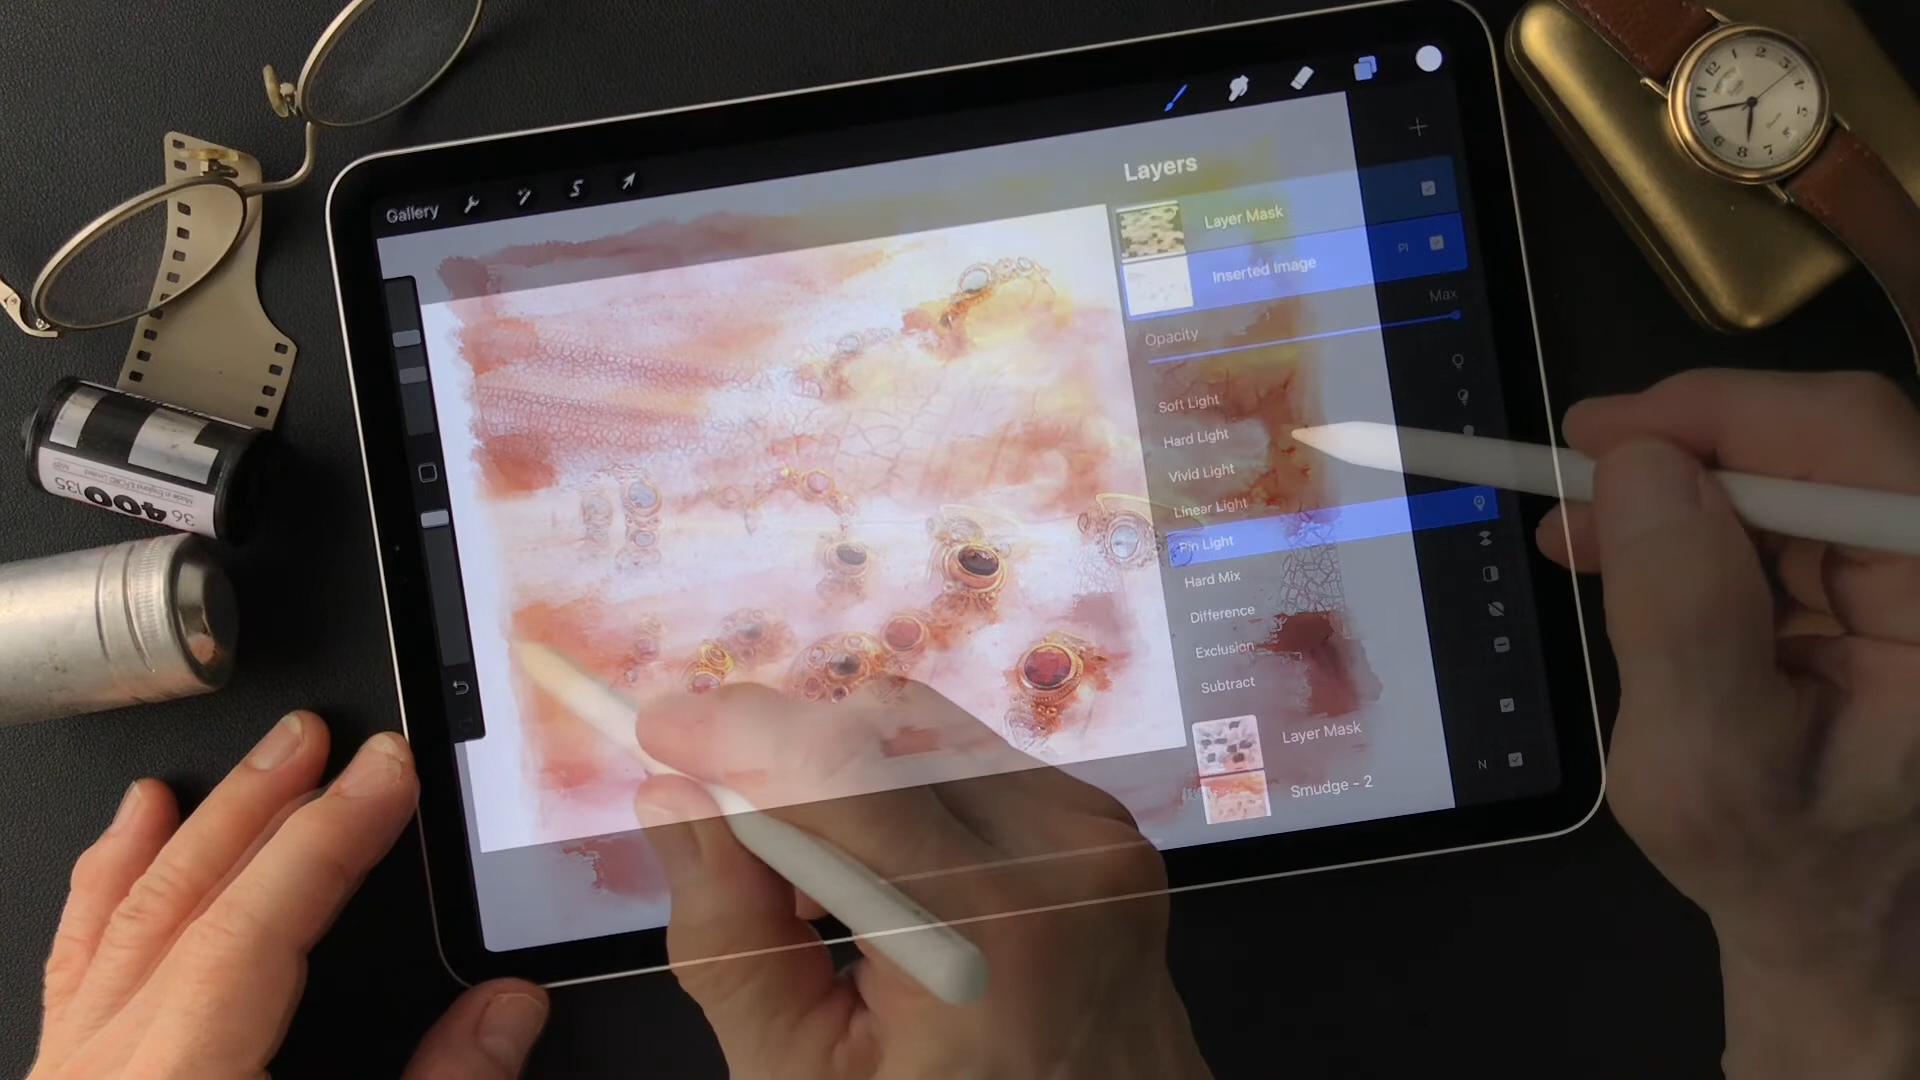 Gallery
Layers
Layer Mask
Inserted Image
PI
Max
Opacity
Soft Light
Hard Light
Vivid Light
Linear Light
Pin Light
Hard Mix
Difference
Exclusion
Subtract
Layer Mask
Smudge - 2
N
400
135
36